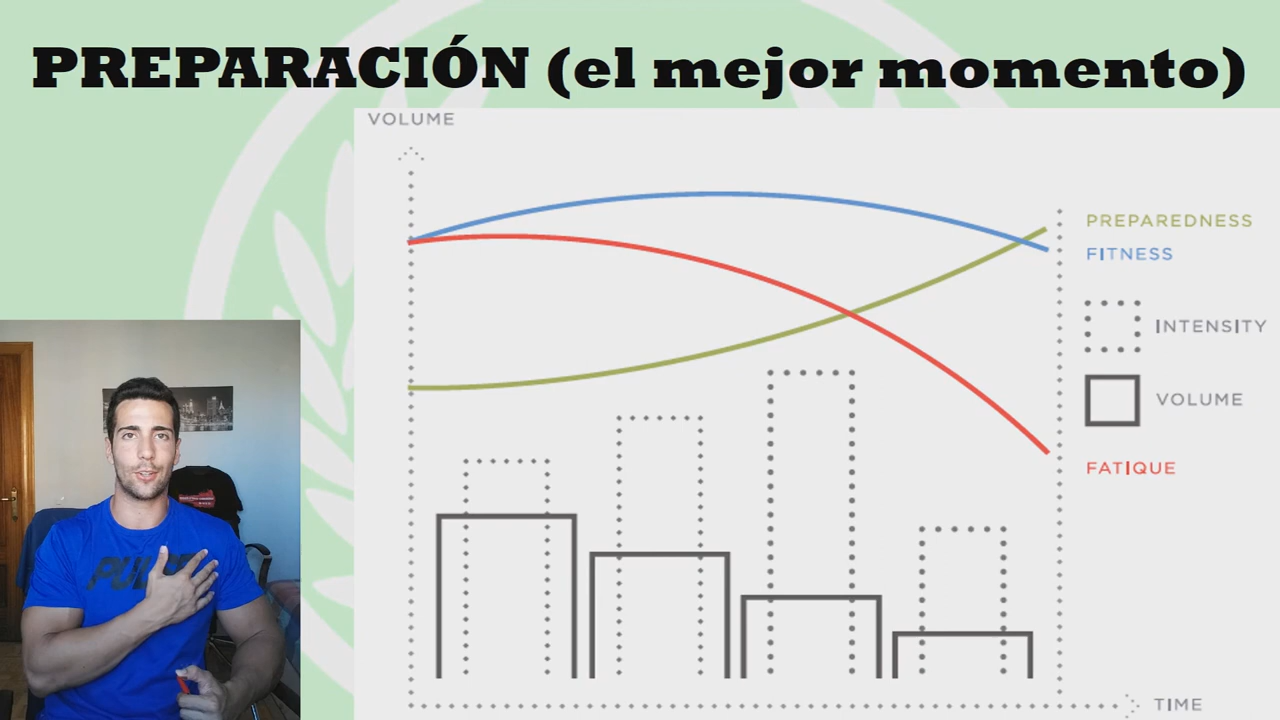 PREPARACIÓN (el mejor momento)
VOLUME
PREPAREDNESS
FITNESS
INTENSITY
VOLUME
FATIQUE
TIME